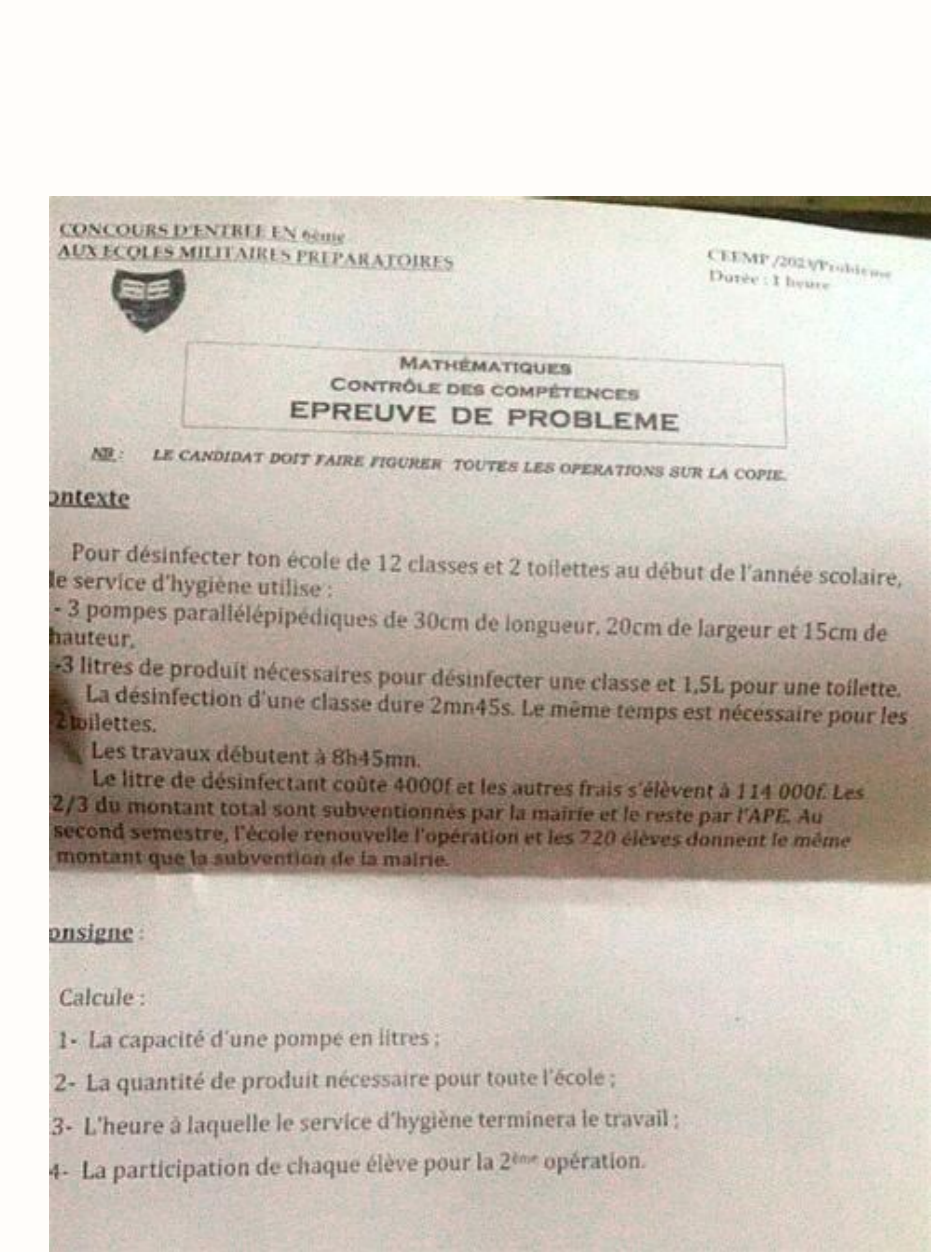 CONCOURS D'ENTREE EN 6ème
AUX ECOLES MILITAIRES PREPARATOIRES
CEEMP /2023/Problème
Durée : 1 heure
MATHÉMATIQUES
CONTRÔLE DES COMPÉTENCES
EPREUVE DE PROBLEME
NB : LE CANDIDAT DOIT FAIRE FIGURER TOUTES LES OPERATIONS SUR LA COPIE.
ontexte
Pour désinfecter ton école de 12 classes et 2 toilettes au début de l'année scolaire,
le service d'hygiène utilise :
- 3 pompes parallélépipédiques de 30cm de longueur, 20cm de largeur et 15cm de
hauteur,
-3 litres de produit nécessaires pour désinfecter une classe et 1,5L pour une toilette.
La désinfection d'une classe dure 2mn45s. Le même temps est nécessaire pour les
2 toilettes.
Les travaux débutent à 8h45mn.
Le litre de désinfectant coûte 4000f et les autres frais s'élèvent à 114 000f. Les
2/3 du montant total sont subventionnés par la mairie et le reste par l'APE. Au
second semestre, l'école renouvelle l'opération et les 720 élèves donnent le même
montant que la subvention de la mairie.
onsigne :
Calcule :
1- La capacité d'une pompe en litres ;
2- La quantité de produit nécessaire pour toute l'école ;
3- L'heure à laquelle le service d'hygiène terminera le travail ;
4- La participation de chaque élève pour la 2ème opération.